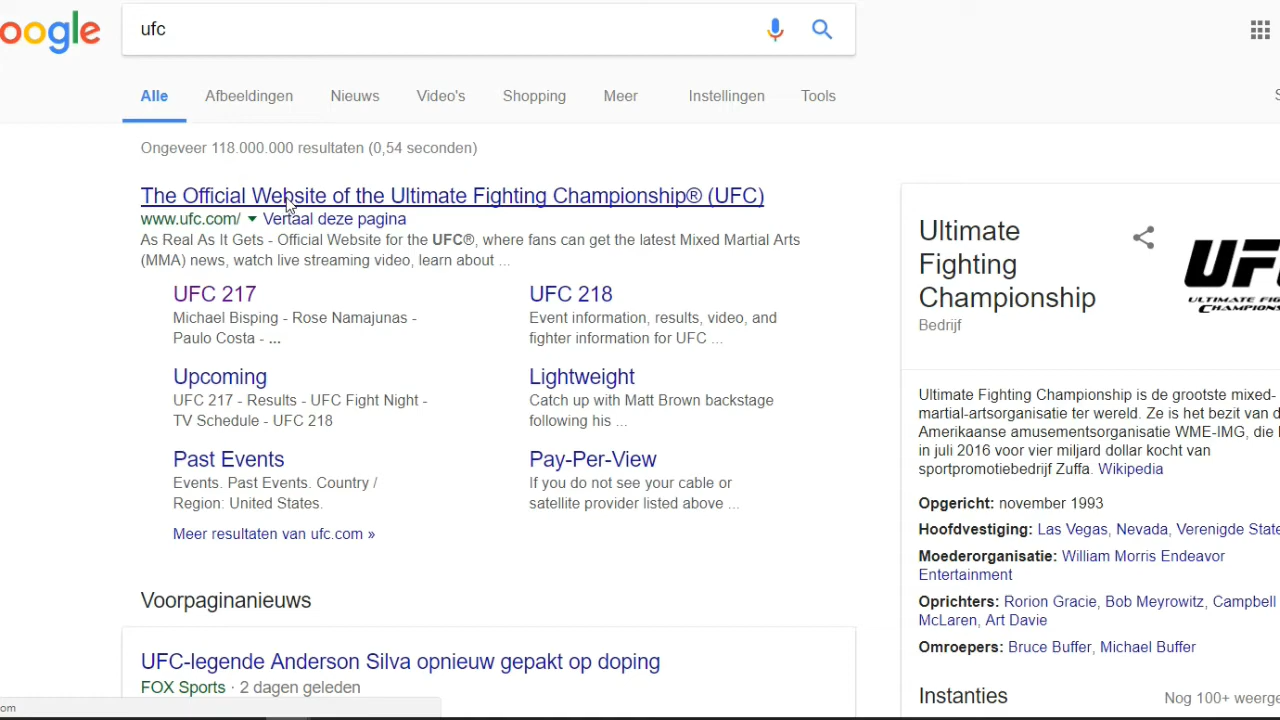 oogle
ufc
Alle Afbeeldingen Nieuws Video's Shopping Meer Instellingen Tools
Ongeveer 118.000.000 resultaten (0,54 seconden)
The Official Website of the Ultimate Fighting Championship® (UFC)
www.ufc.com/ Vertaal deze pagina
As Real As It Gets - Official Website for the UFC®, where fans can get the latest Mixed Martial Arts
(MMA) news, watch live streaming video, learn about ...
UFC 217
Michael Bisping - Rose Namajunas -
Paulo Costa - ...
UFC 218
Event information, results, video, and
fighter information for UFC ...
Upcoming
UFC 217 - Results - UFC Fight Night -
TV Schedule - UFC 218
Lightweight
Catch up with Matt Brown backstage
following his ...
Past Events
Events. Past Events. Country /
Region: United States.
Pay-Per-View
If you do not see your cable or
satellite provider listed above ...
Meer resultaten van ufc.com »
Voorpaginanieuws
UFC-legende Anderson Silva opnieuw gepakt op doping
FOX Sports · 2 dagen geleden
om
Ultimate
Fighting
Championship
Bedrijf
UFC
ULTIMATE FIG
CHAMPIONS
Ultimate Fighting Championship is de grootste mixed-
martial-artsorganisatie ter wereld. Ze is het bezit van d
Amerikaanse amusementsorganisatie WME-IMG, die
in juli 2016 voor vier miljard dollar kocht van
sportpromotiebedrijf Zuffa. Wikipedia
Opgericht: november 1993
Hoofdvestiging: Las Vegas, Nevada, Verenigde State
Moederorganisatie: William Morris Endeavor
Entertainment
Oprichters: Rorion Gracie, Bob Meyrowitz, Campbell
McLaren, Art Davie
Omroepers: Bruce Buffer, Michael Buffer
Instanties Nog 100+ weerge